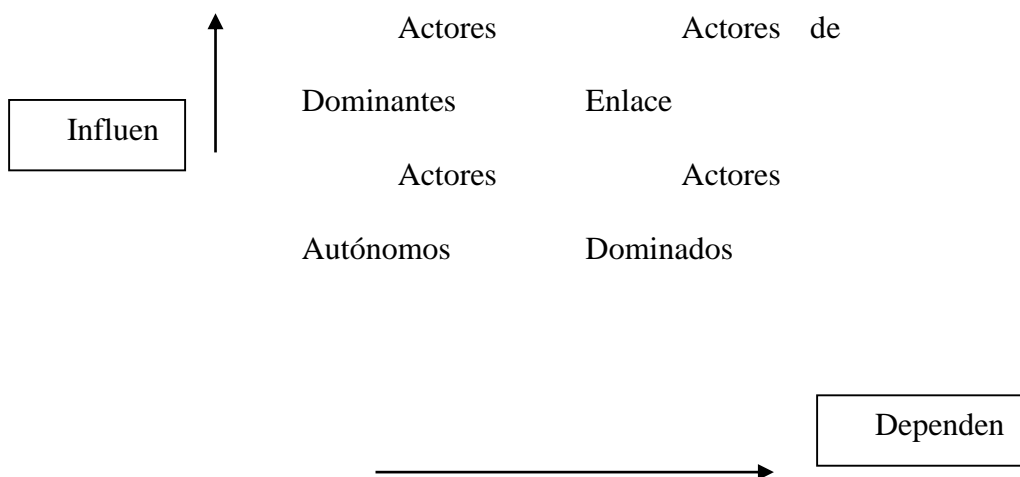 Actores Actores de
Dominantes Enlace
Influen
Actores Actores
Autónomos Dominados
Dependen